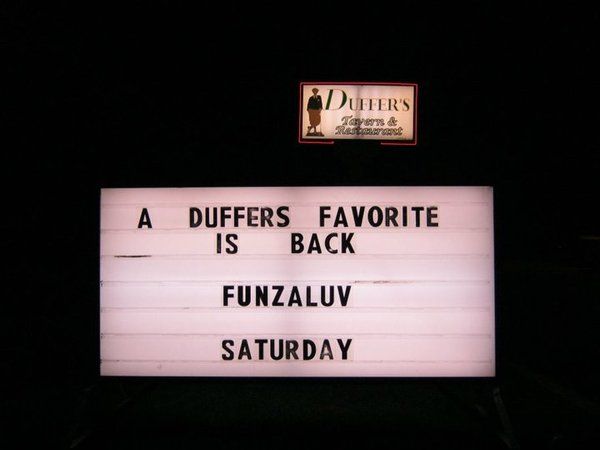 DUFFER'S
Tavern &
Restaurant
A DUFFERS FAVORITE
IS BACK
FUNZALUV
SATURDAY